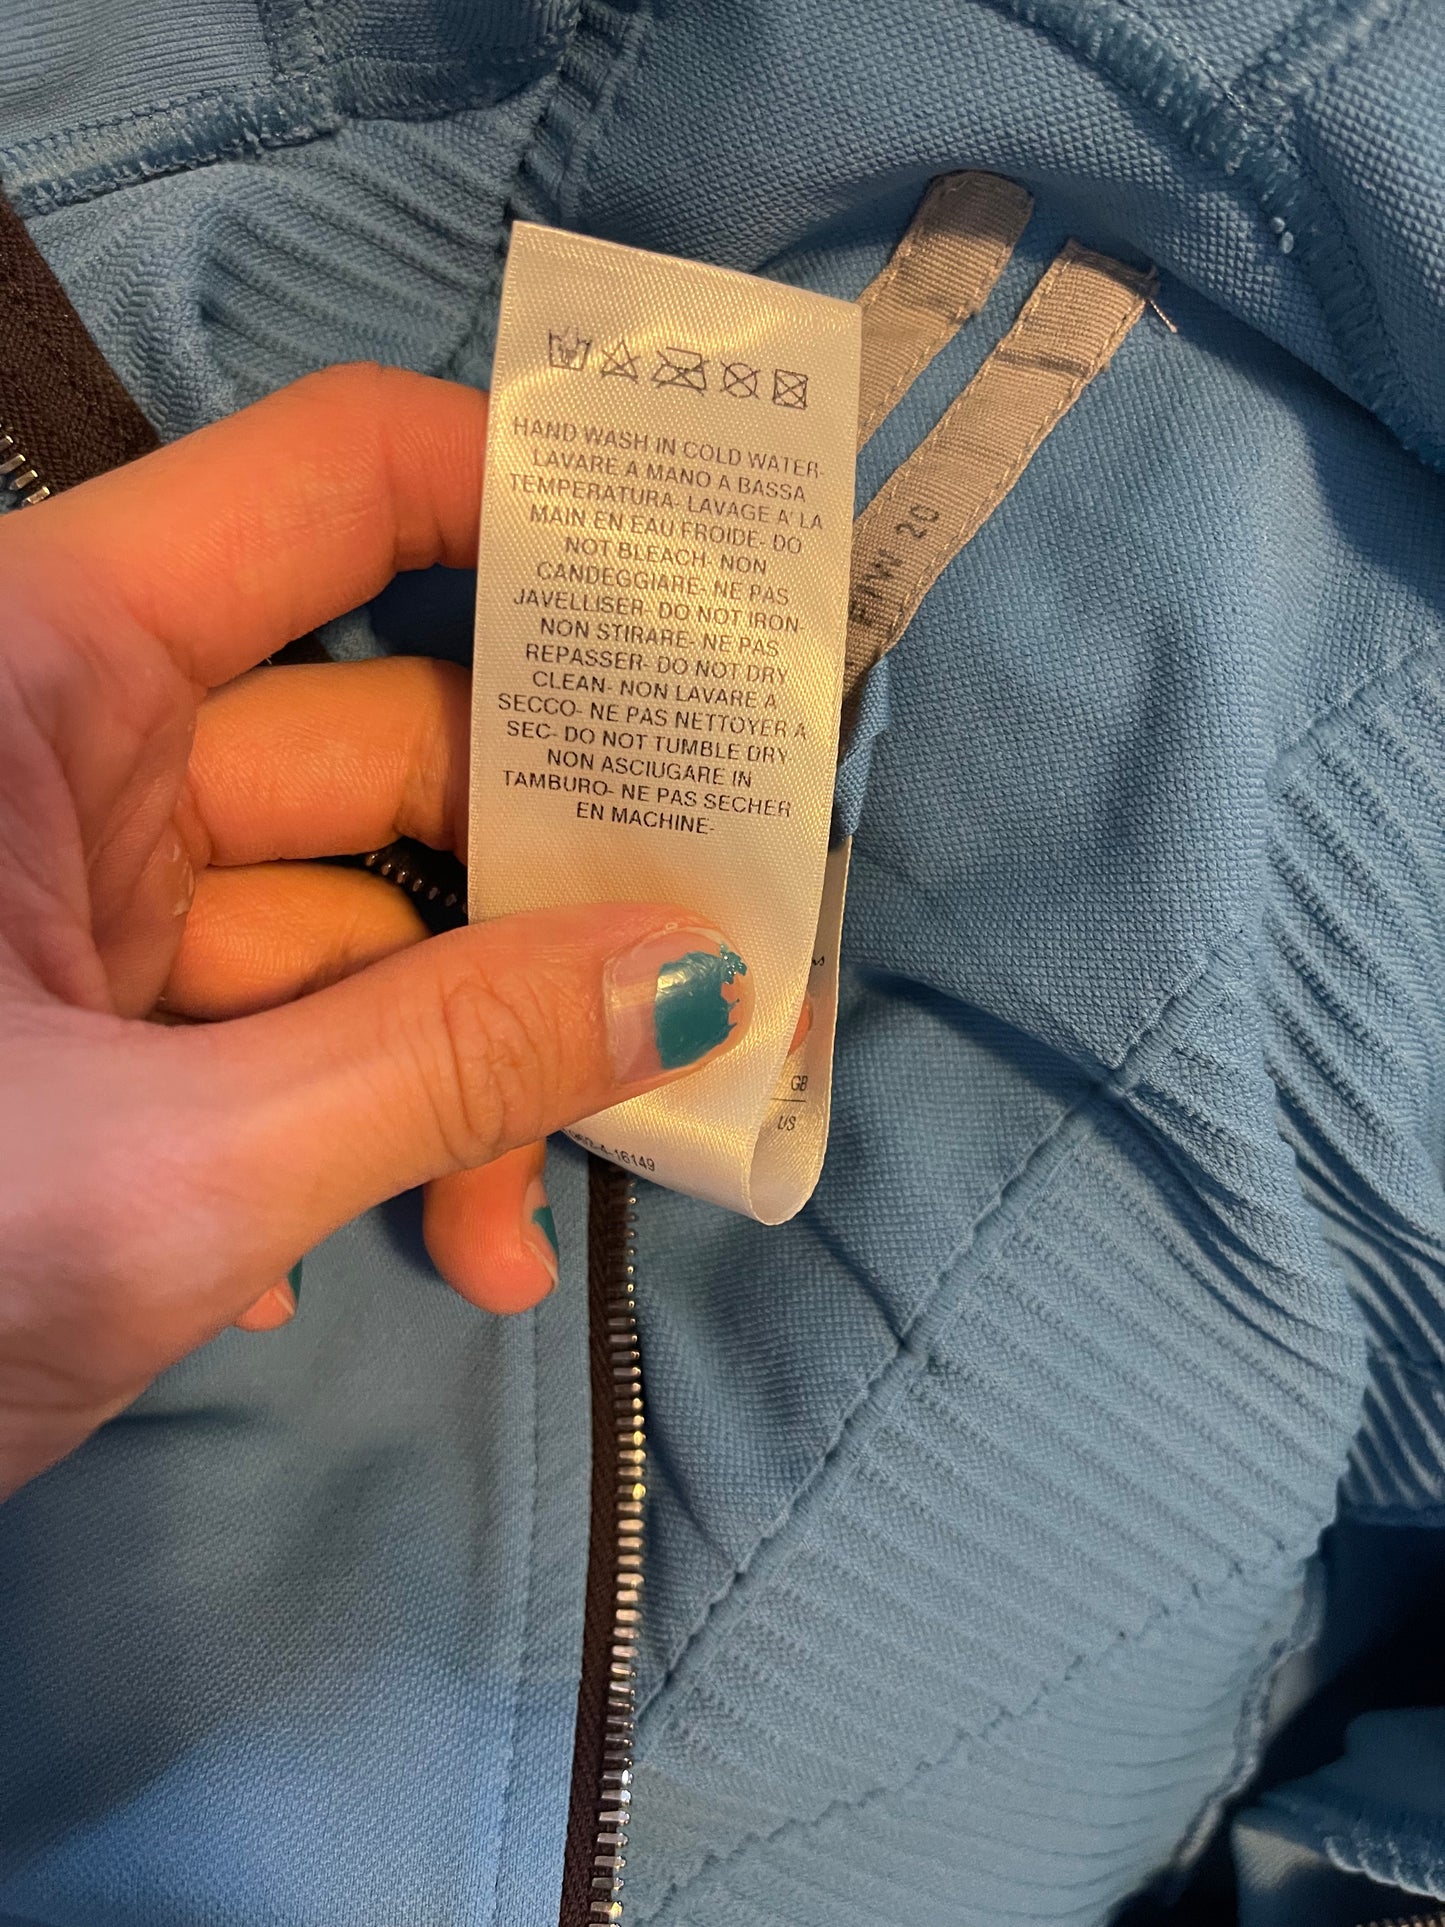 HAND WASH IN COLD WATER-
LAVARE A MANO A BASSA
TEMPERATURA- LAVAGE A' LA
MAIN EN EAU FROIDE- DO
NOT BLEACH- NON
CANDEGGIARE- NE PAS
JAVELLISER- DO NOT IRON-
NON STIRARE- NE PAS
REPASSER- DO NOT DRY
CLEAN- NON LAVARE A
SECCO- NE PAS NETTOYER A
SEC- DO NOT TUMBLE DRY
NON ASCIUGARE IN
TAMBURO- NE PAS SECHER
EN MACHINE-
FW 20
GB
US